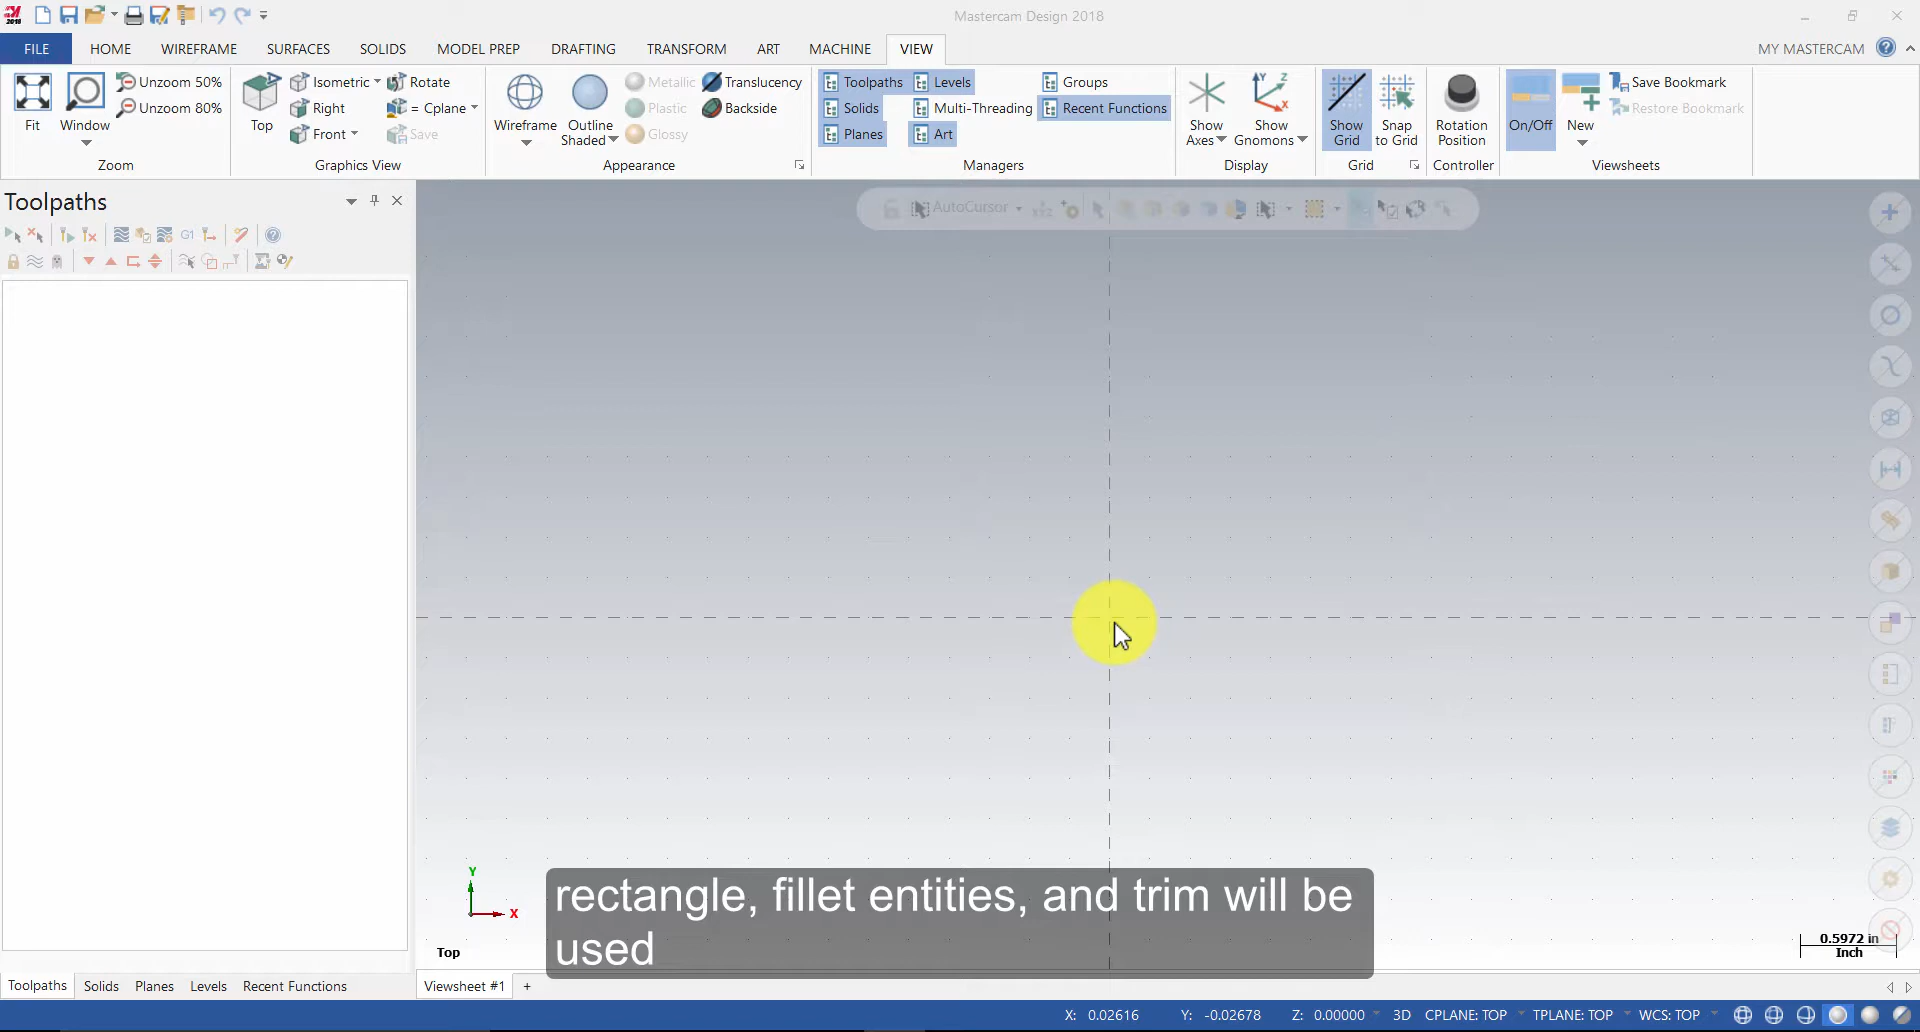 2018
Mastercam Design 2018
FILE HOME WIREFRAME SURFACES SOLIDS MODEL PREP DRAFTING TRANSFORM ART MACHINE VIEW MY MASTERCAM
Fit
Window
Unzoom 50%
Unzoom 80%
Zoom
Top
Isometric
Right
Front
Rotate
= Cplane
Save
Graphics View
Wireframe
Outline
Shaded
Metallic
Plastic
Glossy
Translucency
Backside
Appearance
Toolpaths
Solids
Planes
Levels
Multi-Threading
Art
Groups
Recent Functions
Managers
Show
Axes
Show
Gnomons
Display
Show
Grid
Snap
to Grid
Grid
Rotation
Position
Controller
On/Off
New
Save Bookmark
Restore Bookmark
Viewsheets
Toolpaths
G1
AutoCursor
Y
X
Top
rectangle, fillet entities, and trim will be
used
0.5972 in
Inch
Toolpaths Solids Planes Levels Recent Functions
Viewsheet #1 +
X: 0.02616 Y: -0.02678 Z: 0.00000 3D CPLANE: TOP TPLANE: TOP WCS: TOP